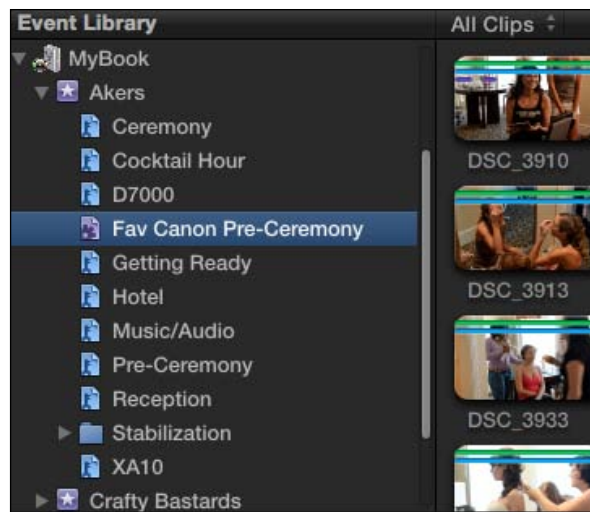 Event Library
All Clips
MyBook
Akers
Ceremony
Cocktail Hour
D7000
Fav Canon Pre-Ceremony
Getting Ready
Hotel
Music/Audio
Pre-Ceremony
Reception
Stabilization
XA10
Crafty Bastards
DSC_3910
DSC_3913
DSC_3933